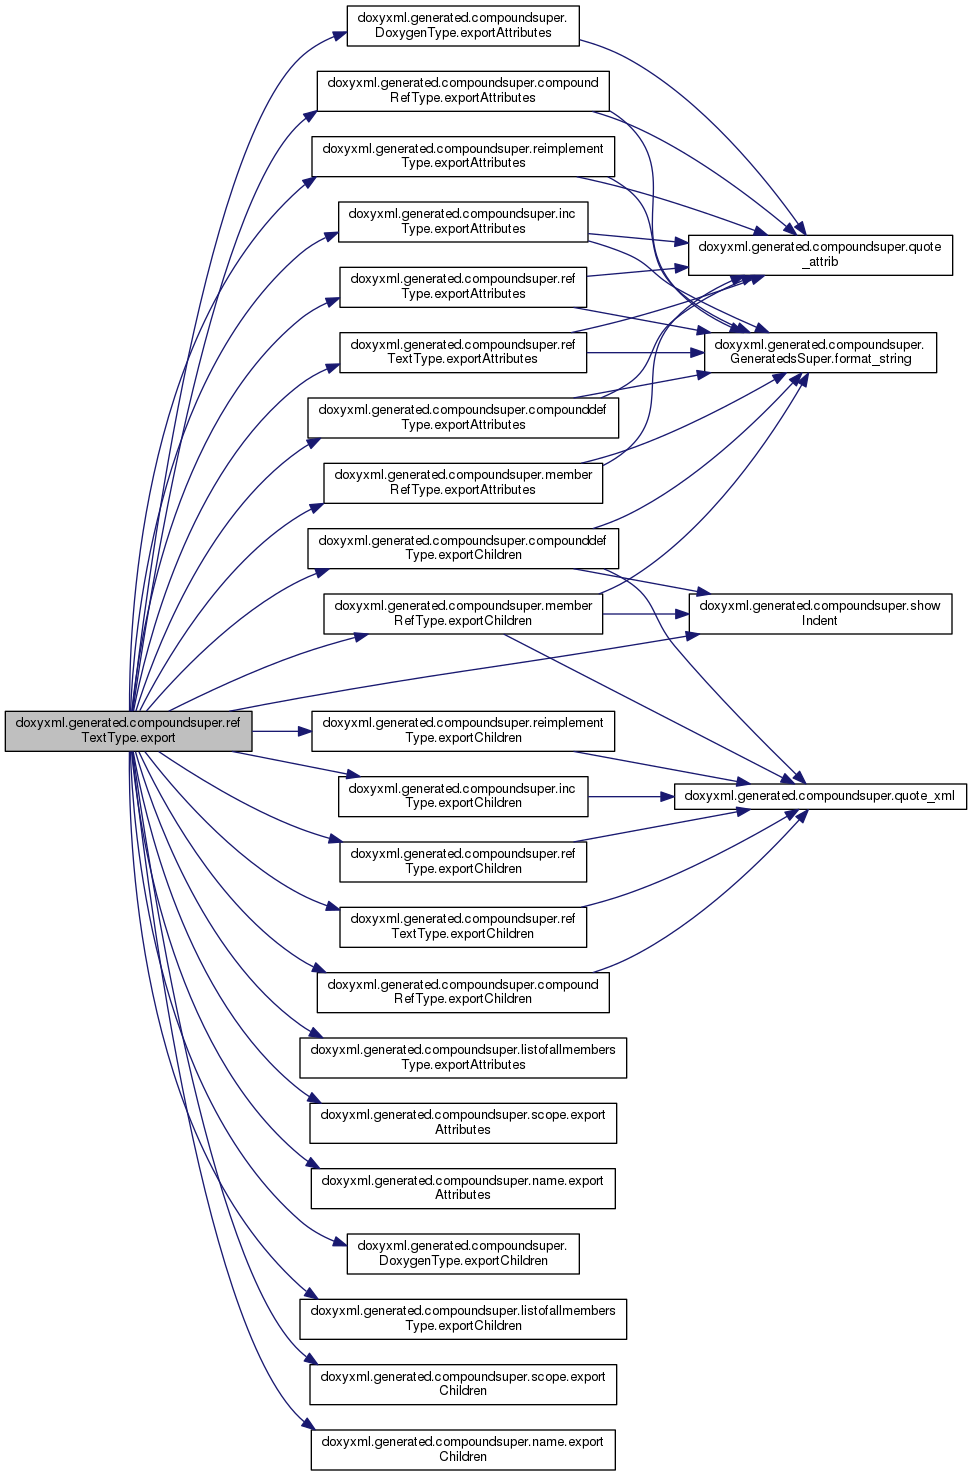 doxyxml.generated.compoundsuper.
DoxygenType.exportAttributes
doxyxml.generated.compoundsuper.compound
RefType.exportAttributes
doxyxml.generated.compoundsuper.reimplement
Type.exportAttributes
doxyxml.generated.compoundsuper.inc
Type.exportAttributes
doxyxml.generated.compoundsuper.quote
_attrib
doxyxml.generated.compoundsuper.ref
Type.exportAttributes
doxyxml.generated.compoundsuper.ref
TextType.exportAttributes
doxyxml.generated.compoundsuper.
GeneratedsSuper.format_string
doxyxml.generated.compoundsuper.compounddef
Type.exportAttributes
doxyxml.generated.compoundsuper.member
RefType.exportAttributes
doxyxml.generated.compoundsuper.compounddef
Type.exportChildren
doxyxml.generated.compoundsuper.member
RefType.exportChildren
doxyxml.generated.compoundsuper.show
Indent
doxyxml.generated.compoundsuper.ref
TextType.export
doxyxml.generated.compoundsuper.reimplement
Type.exportChildren
doxyxml.generated.compoundsuper.inc
Type.exportChildren
doxyxml.generated.compoundsuper.quote_xml
doxyxml.generated.compoundsuper.ref
Type.exportChildren
doxyxml.generated.compoundsuper.ref
TextType.exportChildren
doxyxml.generated.compoundsuper.compound
RefType.exportChildren
doxyxml.generated.compoundsuper.listofallmembers
Type.exportAttributes
doxyxml.generated.compoundsuper.scope.export
Attributes
doxyxml.generated.compoundsuper.name.export
Attributes
doxyxml.generated.compoundsuper.
DoxygenType.exportChildren
doxyxml.generated.compoundsuper.listofallmembers
Type.exportChildren
doxyxml.generated.compoundsuper.scope.export
Children
doxyxml.generated.compoundsuper.name.export
Children